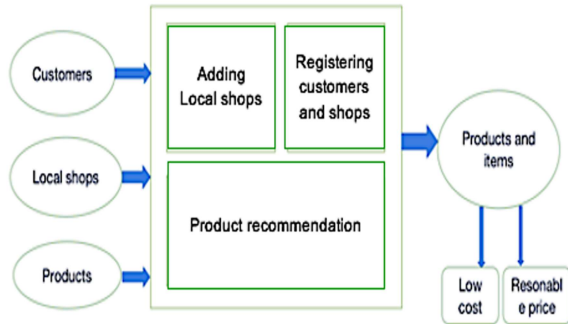 Customers
Local shops
Products
Adding
Local shops
Registering
customers
and shops
Product recommendation
Products and
items
Low
cost
Resonabl
e price